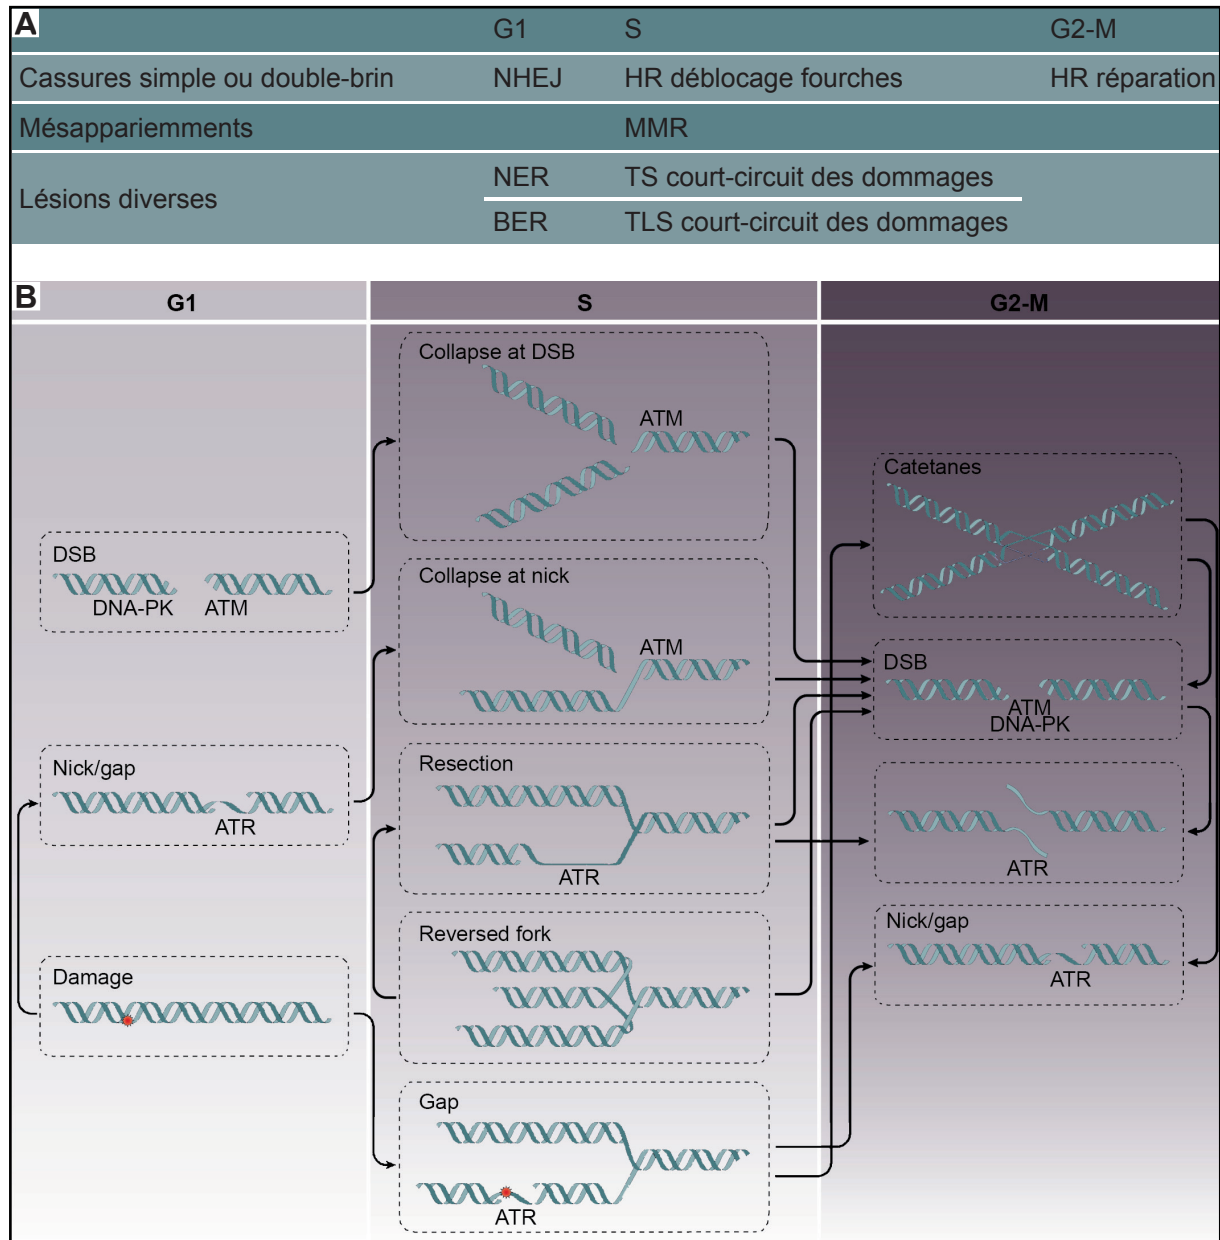 A
G1 S G2-M
Cassures simple ou double-brin NHEJ HR déblocage fourches HR réparation
Mésappariemments MMR
Lésions diverses
NER TS court-circuit des dommages
BER TLS court-circuit des dommages
B
G1 S G2-M
DSB
DNA-PK ATM
Nick/gap
ATR
Damage
Collapse at DSB
ATM
Collapse at nick
ATM
Resection
ATR
Reversed fork
Gap
ATR
Catetanes
DSB
ATM
DNA-PK
ATR
Nick/gap
ATR